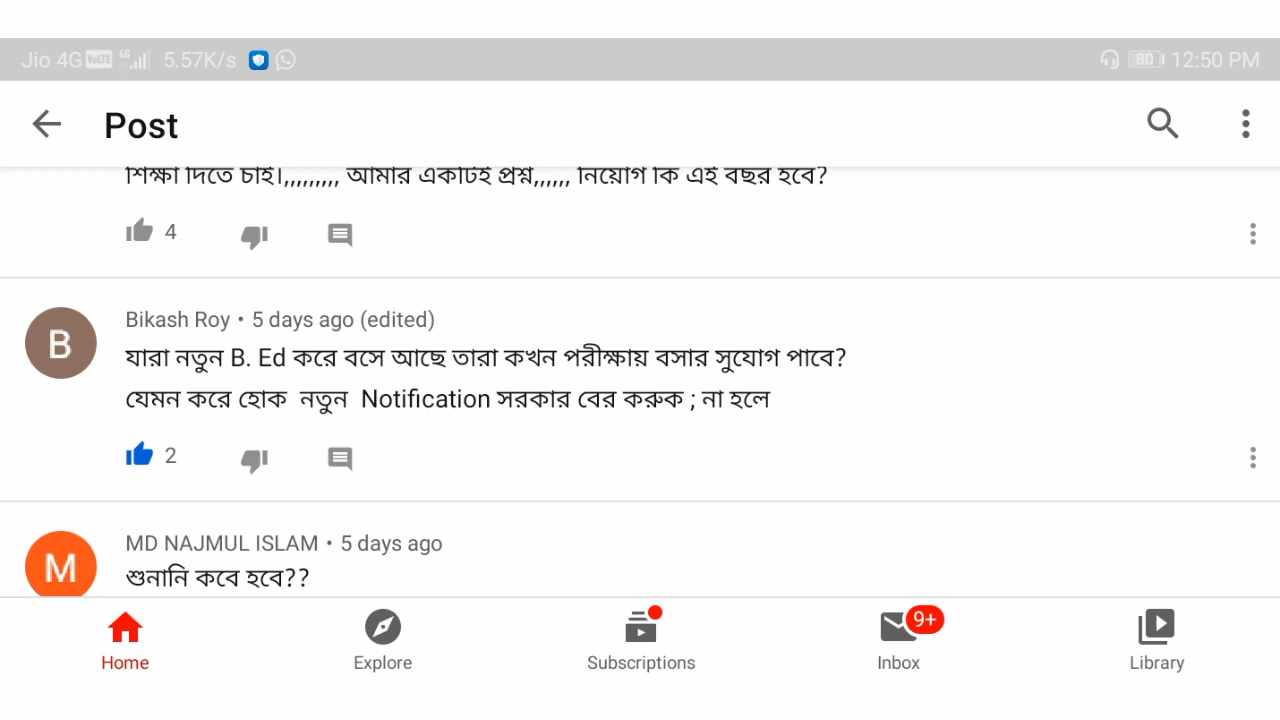 Jio 4G VoLTE 4G 5.57K/s 80 12:50 PM
Post
শিক্ষা দিতে চাই।,,,,,,,,, আমার একটিই প্রশ্ন,,,,,, নিয়োগ কি এই বছর হবে?
4
B
Bikash Roy • 5 days ago (edited)
যারা নতুন B. Ed করে বসে আছে তারা কখন পরীক্ষায় বসার সুযোগ পাবে?
যেমন করে হোক নতুন Notification সরকার বের করুক ; না হলে
2
M
MD NAJMUL ISLAM • 5 days ago
শুনানি কবে হবে??
9+
Home Explore Subscriptions Inbox Library